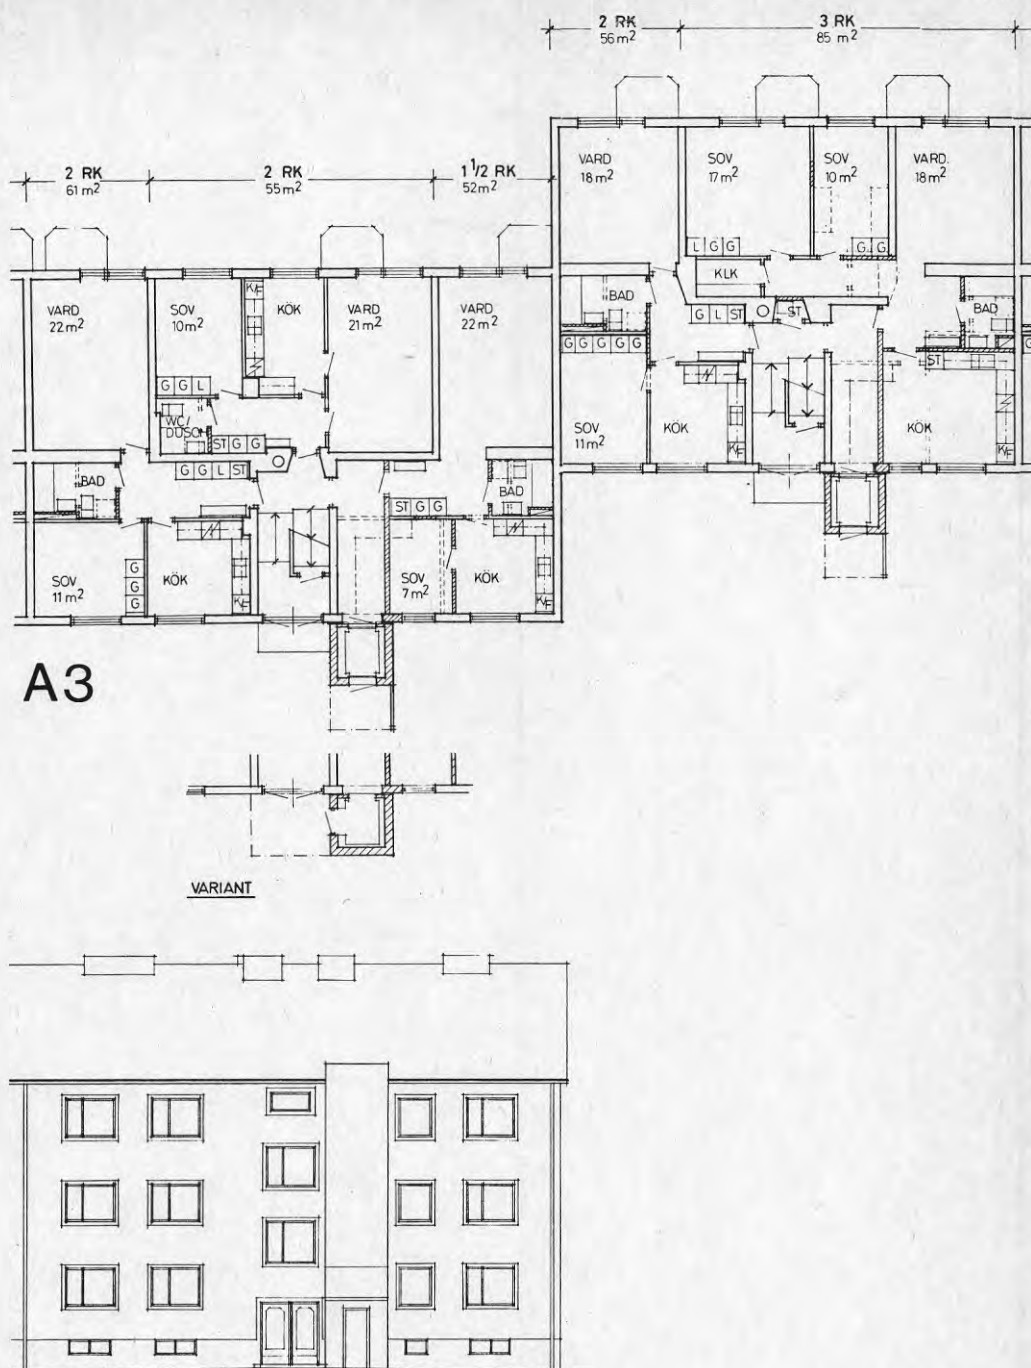 2 RK
56 m²
3 RK
85 m²
VARD
18 m²
SOV
17 m²
SOV
10 m²
VARD.
18 m²
L G G
G G
KLK
BAD
G L ST
ST
BAD
G G G G G
G
ST
SOV
11 m²
KÖK
K/F
KÖK
K/F
2 RK
61 m²
2 RK
55 m²
1 1/2 RK
52 m²
VARD
22 m²
SOV
10 m²
K/F
KÖK
VARD
21 m²
VARD
22 m²
G G L
WC/
DUSCH
ST G G
G G L ST
BAD
BAD
ST G G
SOV
11 m²
G
G
G
KÖK
K/F
SOV
7 m²
KÖK
K/F
A3
VARIANT